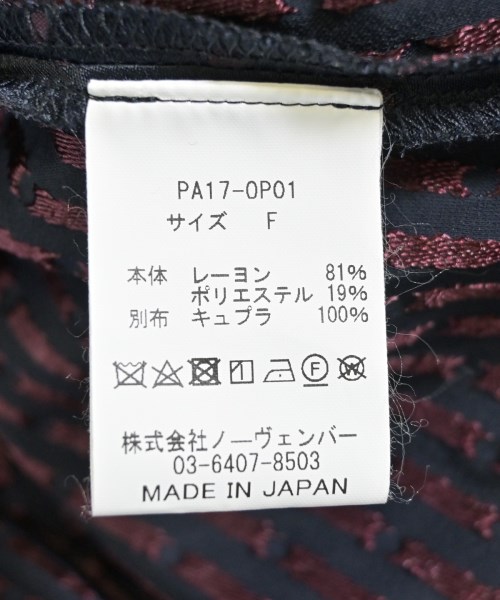 PA17-OP01
サイズ F
本体 レーヨン 81%
ポリエステル 19%
別布 キュプラ 100%
F W
株式会社ノーヴェンバー
03-6407-8503
MADE IN JAPAN